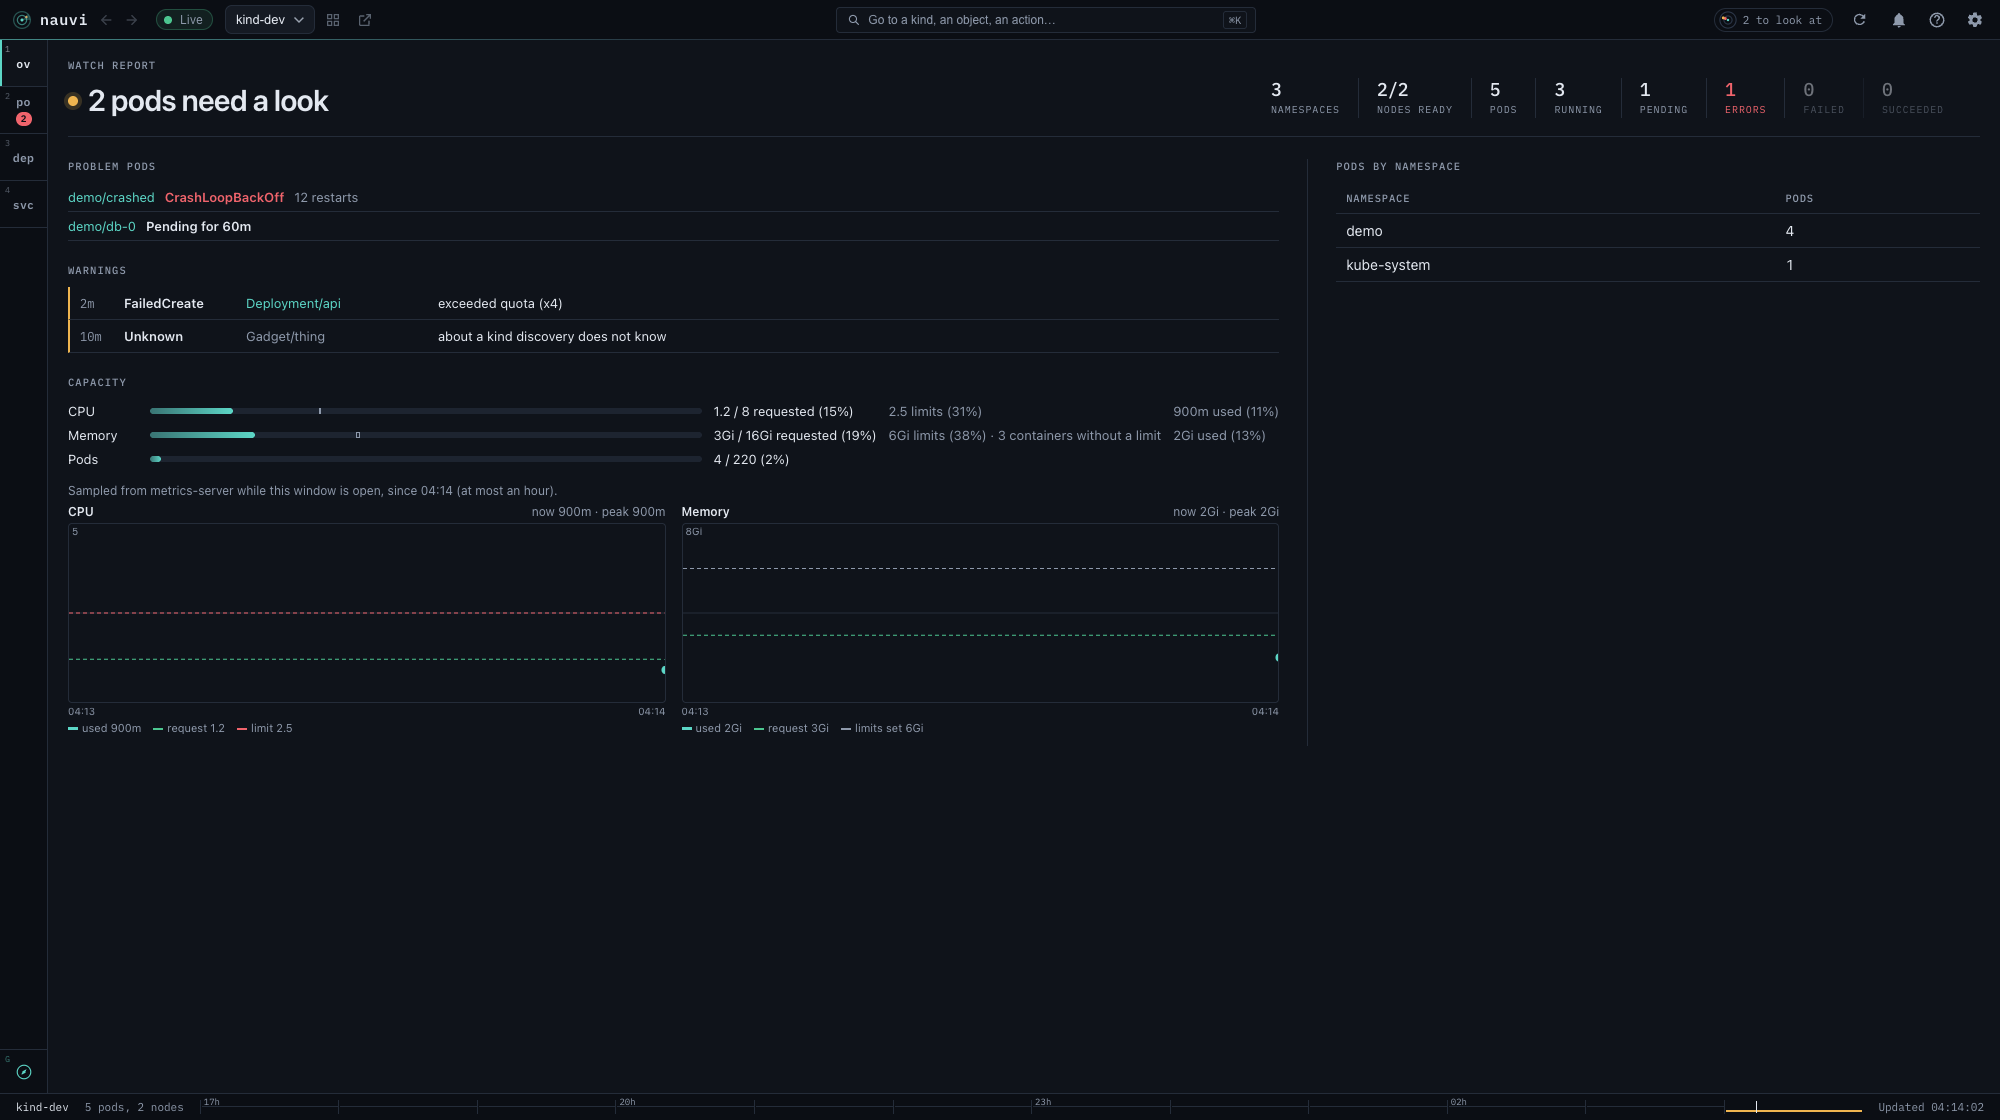 nauvi
Live
kind-dev
Go to a kind, an object, an action…
⌘K
2 to look at
1
ov
2
po
2
3
dep
4
svc
G
WATCH REPORT
2 pods need a look
3 NAMESPACES
2/2 NODES READY
5 PODS
3 RUNNING
1 PENDING
1 ERRORS
0 FAILED
0 SUCCEEDED
PROBLEM PODS
demo/crashed CrashLoopBackOff 12 restarts
demo/db-0 Pending for 60m
WARNINGS
2m FailedCreate Deployment/api exceeded quota (x4)
10m Unknown Gadget/thing about a kind discovery does not know
CAPACITY
CPU 1.2 / 8 requested (15%) 2.5 limits (31%) 900m used (11%)
Memory 3Gi / 16Gi requested (19%) 6Gi limits (38%) · 3 containers without a limit 2Gi used (13%)
Pods 4 / 220 (2%)
Sampled from metrics-server while this window is open, since 04:14 (at most an hour).
CPU now 900m · peak 900m
5
04:13 04:14
used 900m request 1.2 limit 2.5
Memory now 2Gi · peak 2Gi
8Gi
04:13 04:14
used 2Gi request 3Gi limits set 6Gi
PODS BY NAMESPACE
NAMESPACE PODS
demo 4
kube-system 1
kind-dev 5 pods, 2 nodes 17h 20h 23h 02h Updated 04:14:02